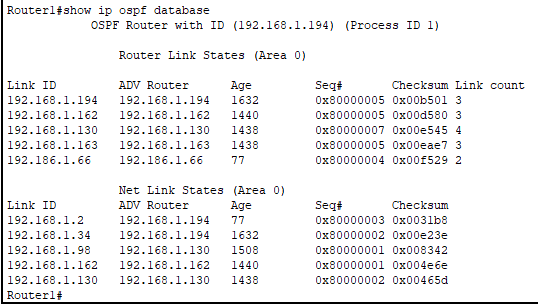 Router1#show ip ospf database
OSPF Router with ID (192.168.1.194) (Process ID 1)
Router Link States (Area 0)
Link ID ADV Router Age Seq# Checksum Link count
192.168.1.194 192.168.1.194 1632 0x80000005 0x00b501 3
192.168.1.162 192.168.1.162 1440 0x80000005 0x00d580 3
192.168.1.130 192.168.1.130 1438 0x80000007 0x00e545 4
192.168.1.163 192.168.1.163 1438 0x80000005 0x00eae7 3
192.186.1.66 192.186.1.66 77 0x80000004 0x00f529 2
Net Link States (Area 0)
Link ID ADV Router Age Seq# Checksum
192.168.1.2 192.168.1.194 77 0x80000003 0x0031b8
192.168.1.34 192.168.1.194 1632 0x80000002 0x00e23e
192.168.1.98 192.168.1.130 1508 0x80000001 0x008342
192.168.1.162 192.168.1.162 1440 0x80000001 0x004e6e
192.168.1.130 192.168.1.130 1438 0x80000002 0x00465d
Router1#